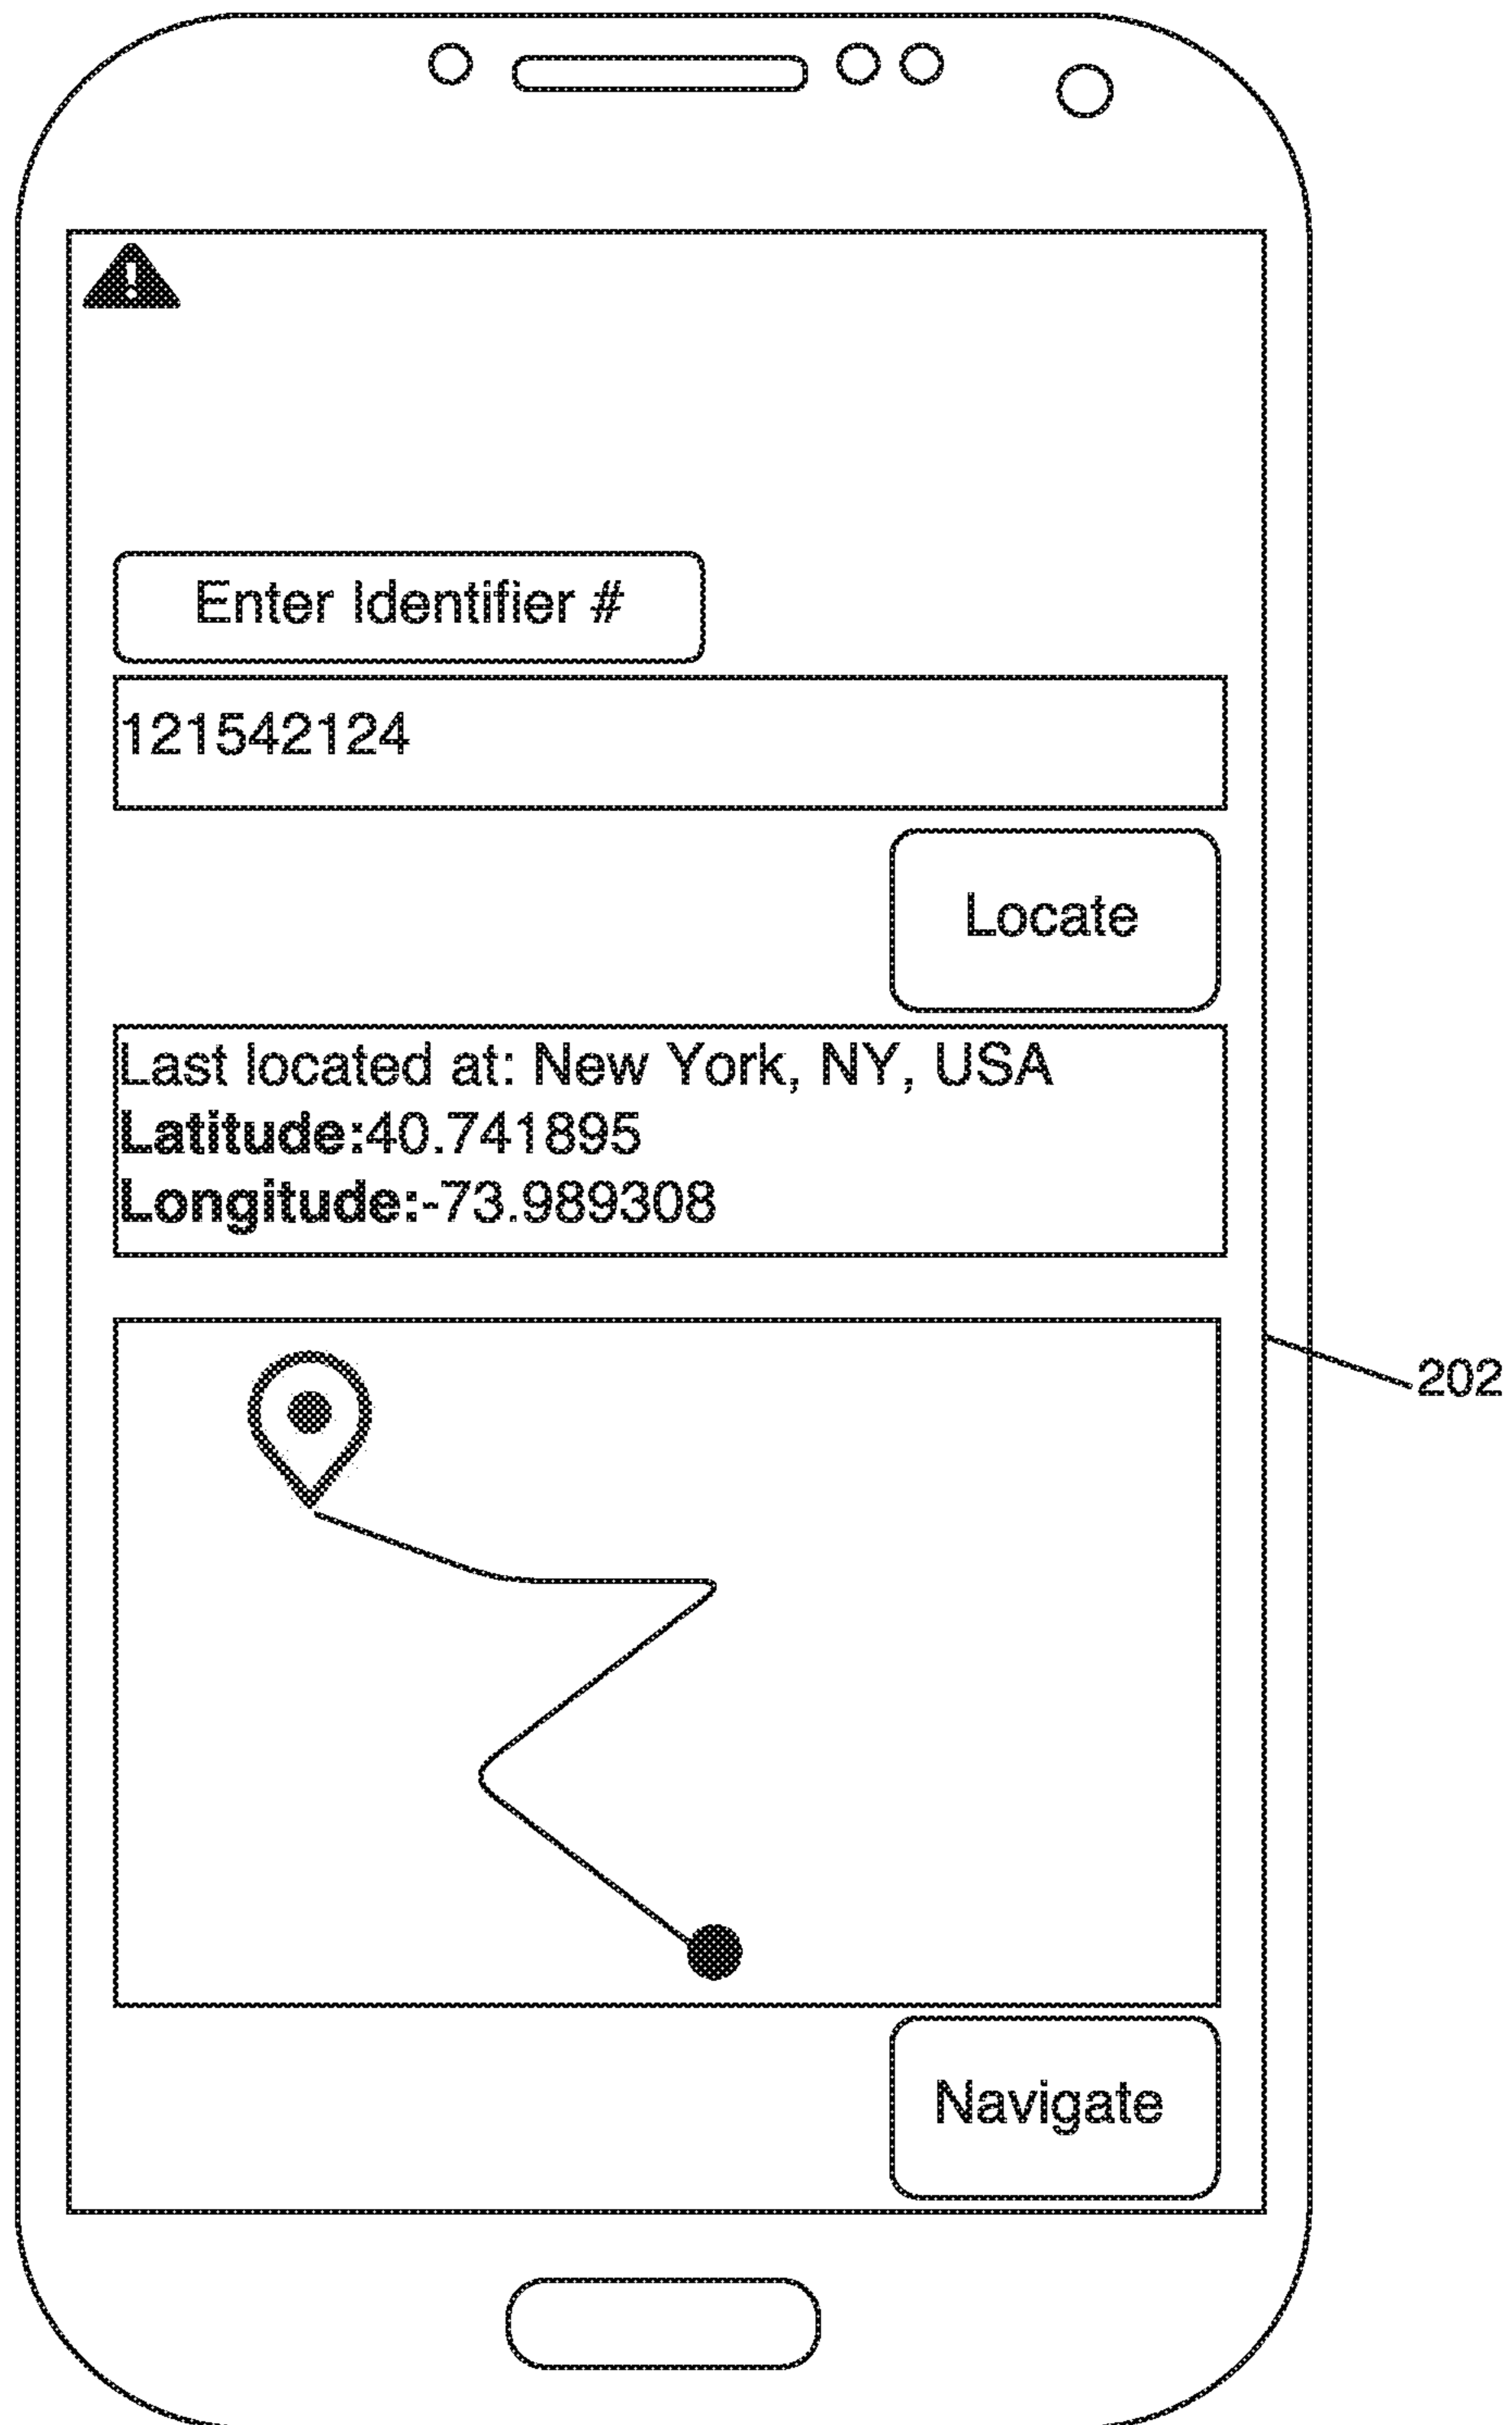 !
Enter Identifier #
121542124
Locate
Last located at: New York, NY, USA
Latitude:40.741895
Longitude:-73.989308
202
Navigate